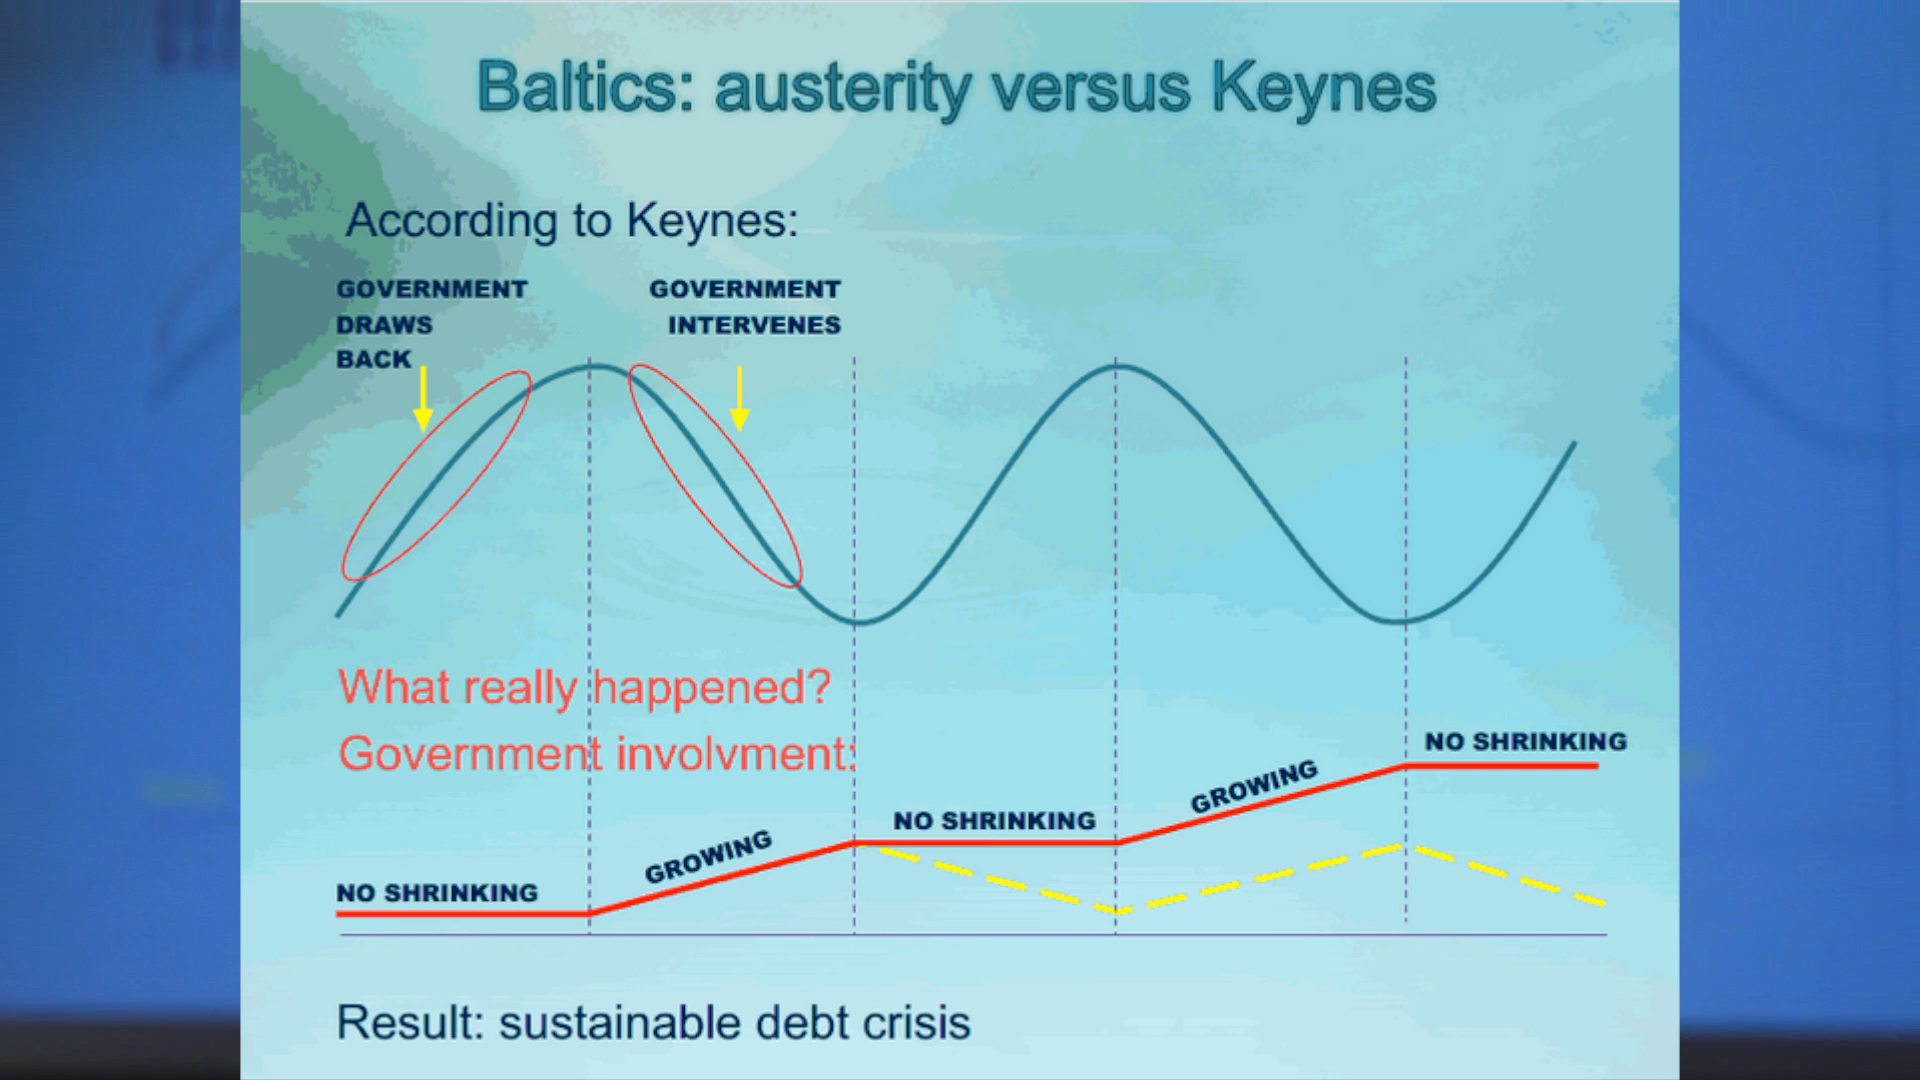 Baltics: austerity versus Keynes
According to Keynes:
GOVERNMENT
DRAWS
BACK
GOVERNMENT
INTERVENES
What really happened?
Government involvment:
NO SHRINKING
GROWING
NO SHRINKING
GROWING
NO SHRINKING
Result: sustainable debt crisis